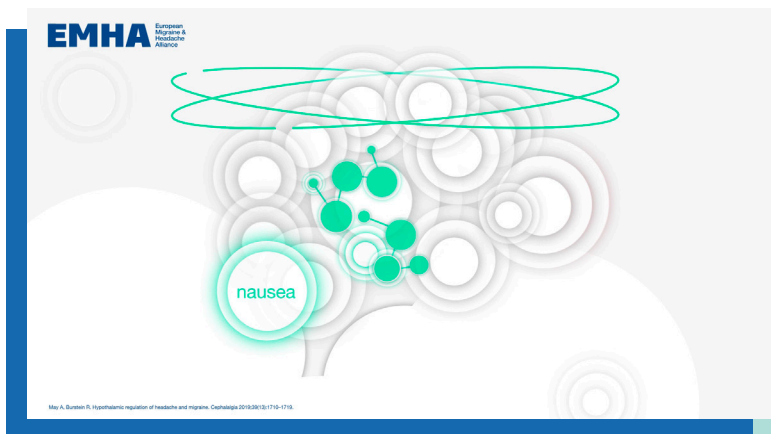 EMHA
European
Migraine &
Headache
Alliance
nausea
May A, Burstein R, Hypothalamic regulation of headache and migraine. Cephalalgia 2019;39(13):1710–1719.